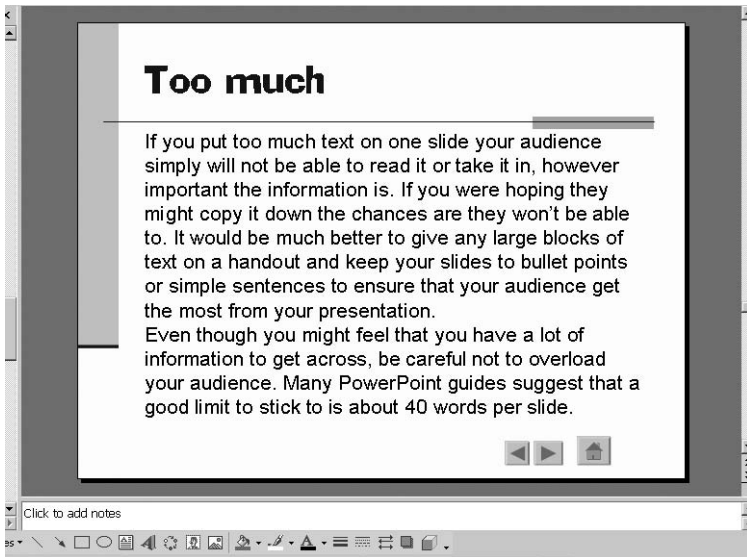 Too much
If you put too much text on one slide your audience
simply will not be able to read it or take it in, however
important the information is. If you were hoping they
might copy it down the chances are they won't be able
to. It would be much better to give any large blocks of
text on a handout and keep your slides to bullet points
or simple sentences to ensure that your audience get
the most from your presentation.
Even though you might feel that you have a lot of
information to get across, be careful not to overload
your audience. Many PowerPoint guides suggest that a
good limit to stick to is about 40 words per slide.
Click to add notes